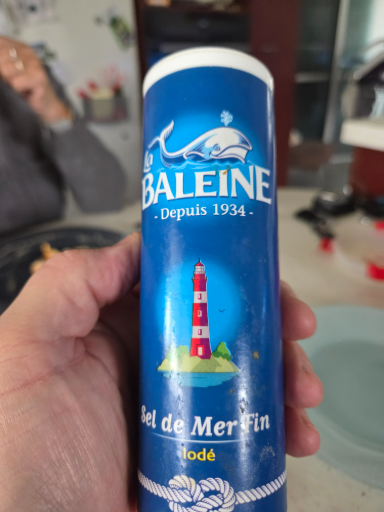 la
BALEINE
- Depuis 1934 -
Sel de Mer Fin
Iodé